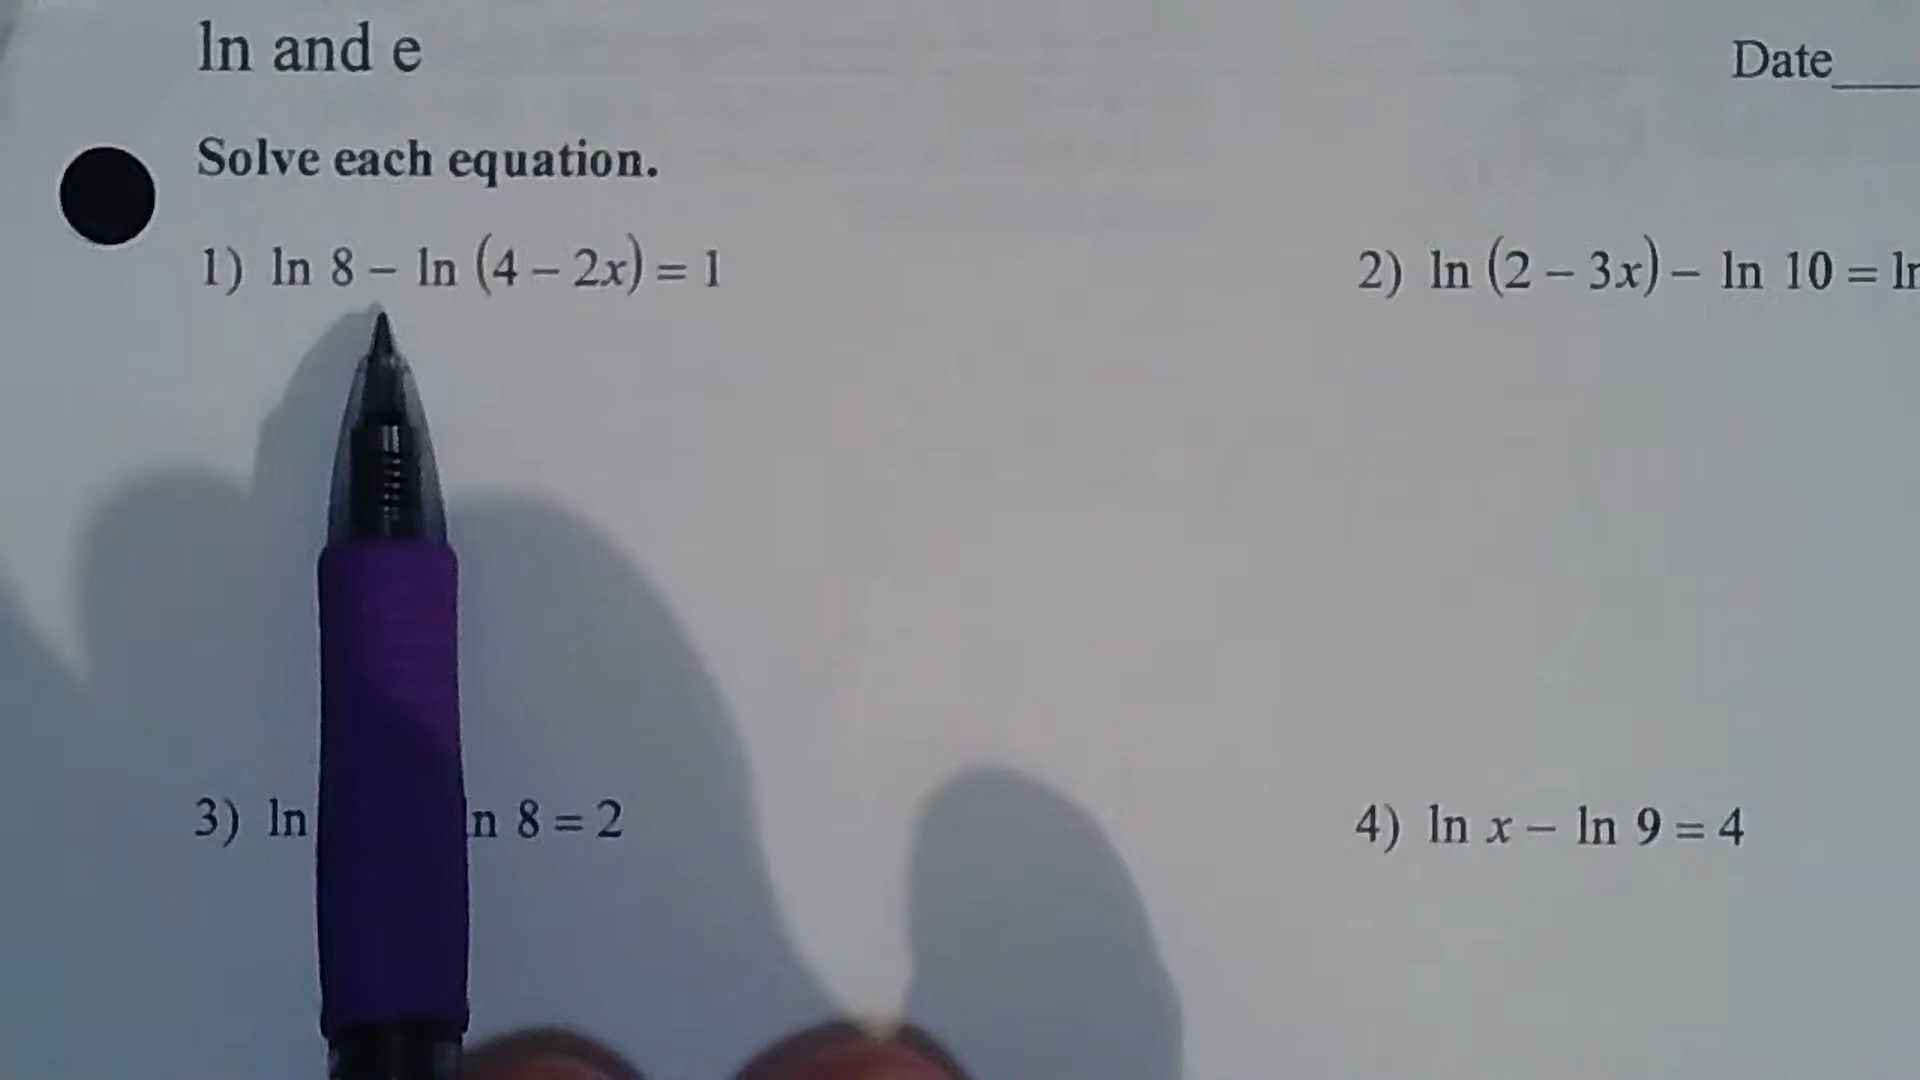 ln and e
Date
Solve each equation.
1) ln 8 – ln (4 – 2x) = 1
2) ln (2 – 3x) – ln 10 =
3) ln
8 = 2
4) ln x – ln 9 = 4